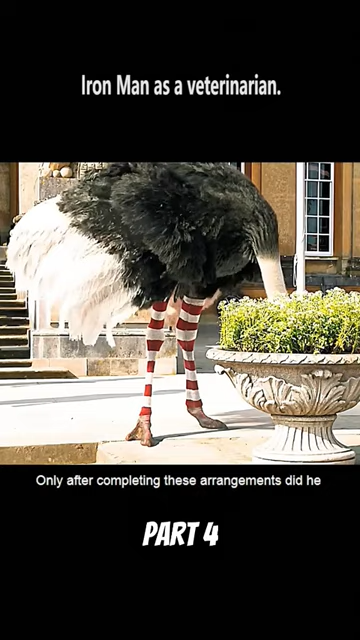 Iron Man as a veterinarian.
Only after completing these arrangements did he
PART 4